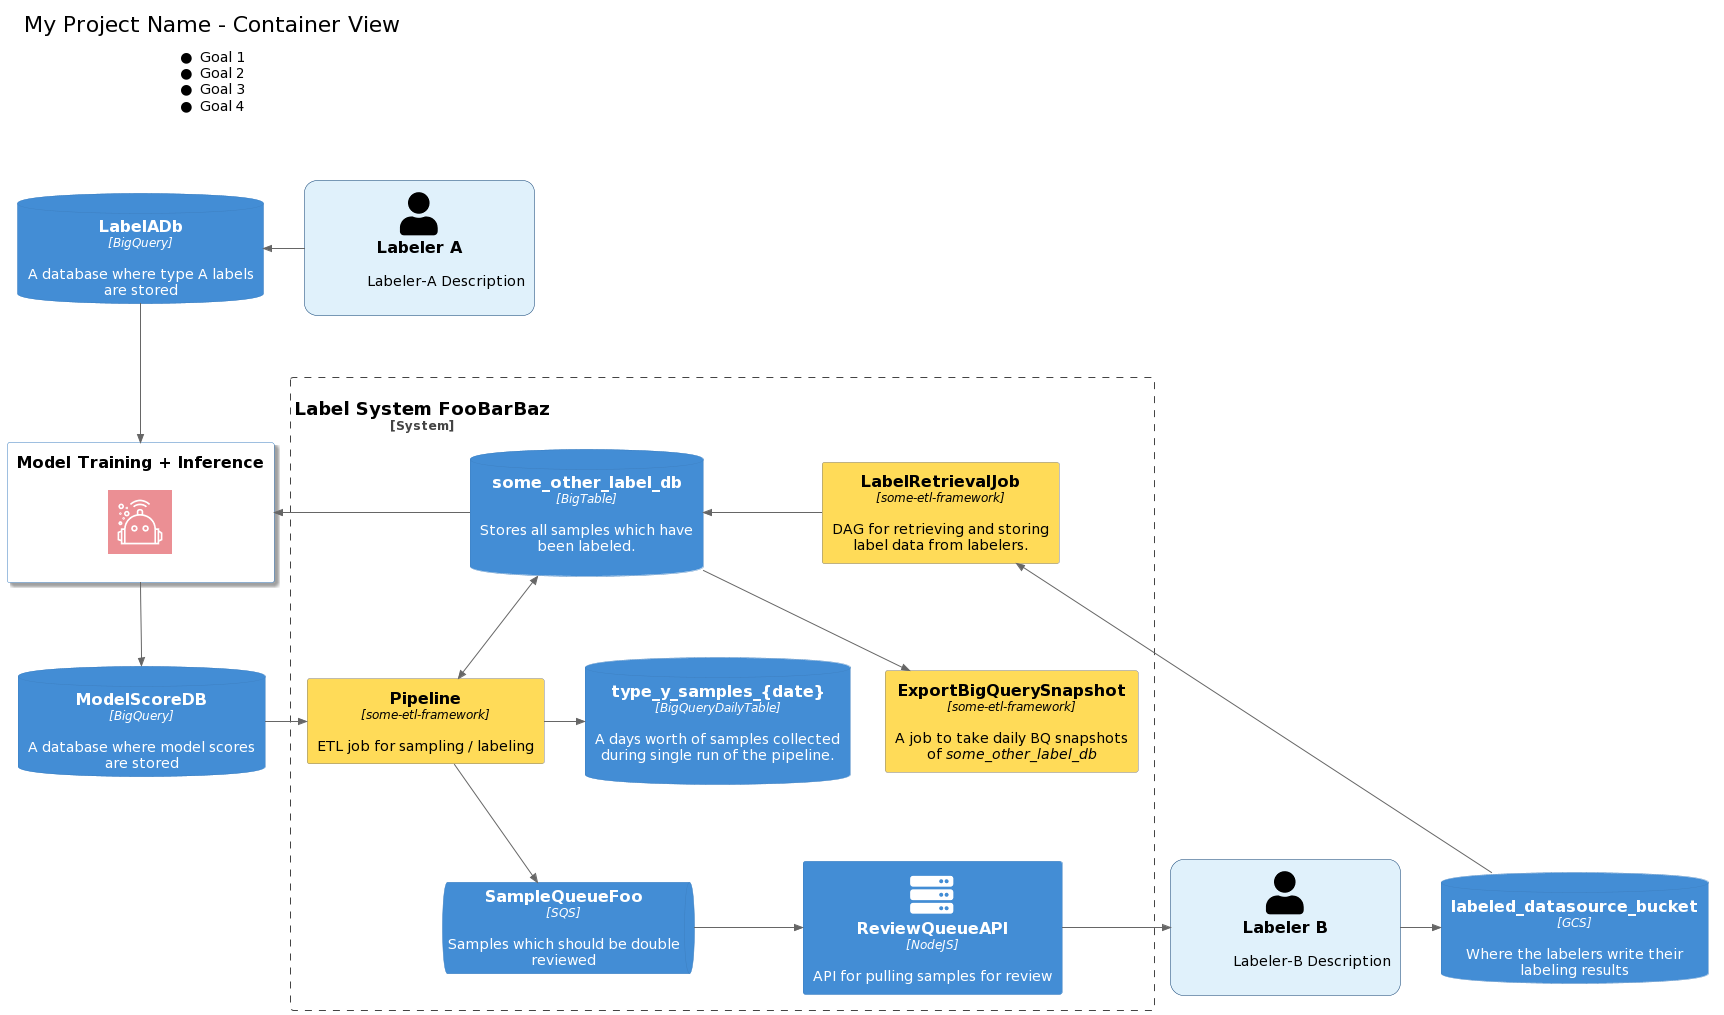 My Project Name - Container View
● Goal 1
● Goal 2
● Goal 3
● Goal 4
LabelADb
[BigQuery]
A database where type A labels
are stored
Labeler A
Labeler-A Description
Label System FooBarBaz
[System]
Model Training + Inference
some_other_label_db
[BigTable]
Stores all samples which have
been labeled.
LabelRetrievalJob
[some-etl-framework]
DAG for retrieving and storing
label data from labelers.
ModelScoreDB
[BigQuery]
A database where model scores
are stored
Pipeline
[some-etl-framework]
ETL job for sampling / labeling
type_y_samples_{date}
[BigQueryDailyTable]
A days worth of samples collected
during single run of the pipeline.
ExportBigQuerySnapshot
[some-etl-framework]
A job to take daily BQ snapshots
of some_other_label_db
SampleQueueFoo
[SQS]
Samples which should be double
reviewed
ReviewQueueAPI
[NodeJS]
API for pulling samples for review
Labeler B
Labeler-B Description
labeled_datasource_bucket
[GCS]
Where the labelers write their
labeling results